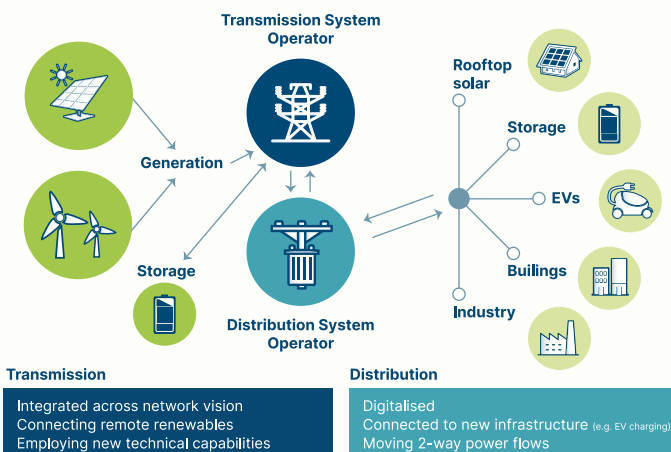 Transmission System
Operator
Rooftop
solar
Storage
Generation
EVs
Storage
Builings
Industry
Distribution System
Operator
Transmission
Integrated across network vision
Connecting remote renewables
Employing new technical capabilities
Distribution
Digitalised
Connected to new infrastructure (e.g. EV charging)
Moving 2-way power flows